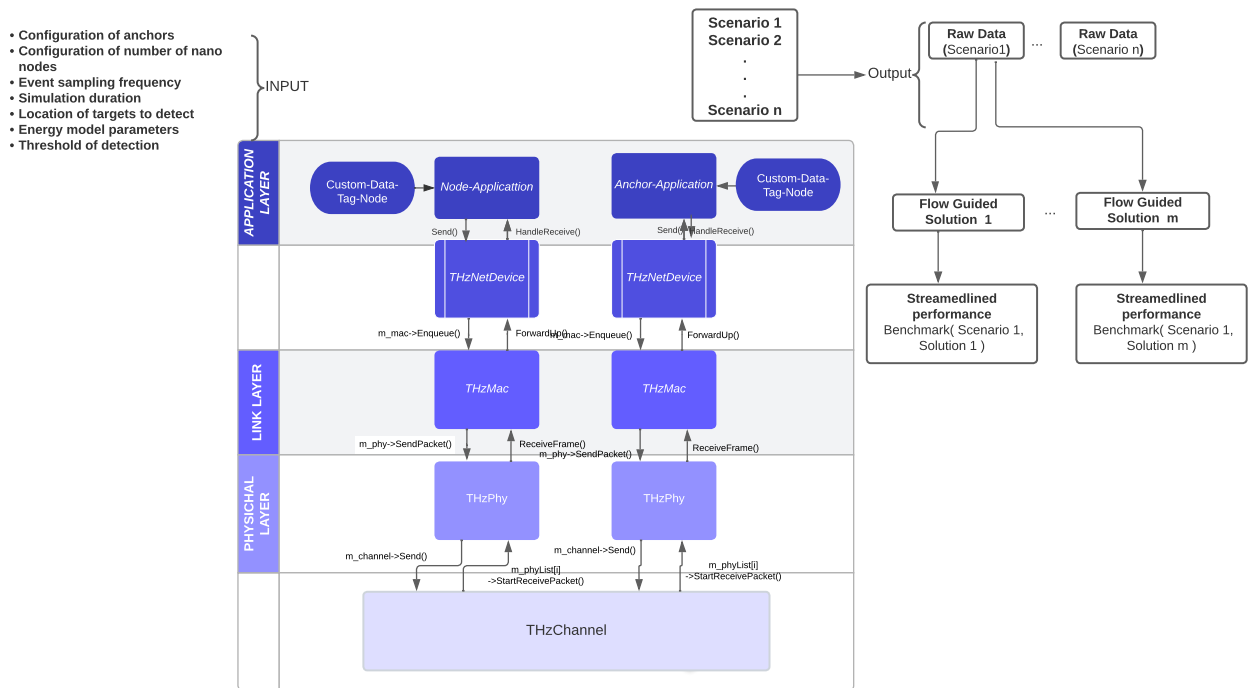 • Configuration of anchors
• Configuration of number of nano
nodes
• Event sampling frequency
• Simulation duration
• Location of targets to detect
• Energy model parameters
• Threshold of detection
INPUT
Scenario 1
Scenario 2
.
.
.
Scenario n
Output
Raw Data
(Scenario1)
...
Raw Data
(Scenario n)
Flow Guided
Solution 1
...
Flow Guided
Solution m
Streamedlined
performance
Benchmark( Scenario 1,
Solution 1 )
Streamedlined
performance
Benchmark( Scenario 1,
Solution m )
APPLICATION
LAYER
Custom-Data-
Tag-Node
Node-Applicattion
Anchor-Application
Custom-Data-
Tag-Node
Send()
HandleReceive()
Send()
HandleReceive()
THzNetDevice
THzNetDevice
m_mac->Enqueue()
ForwardUp()
m_mac->Enqueue()
ForwardUp()
LINK LAYER
THzMac
THzMac
m_phy->SendPacket()
ReceiveFrame()
m_phy->SendPacket()
ReceiveFrame()
PHYSICHAL
LAYER
THzPhy
THzPhy
m_channel->Send()
m_phyList[i]
->StartReceivePacket()
m_channel->Send()
m_phyList[i]
->StartReceivePacket()
THzChannel